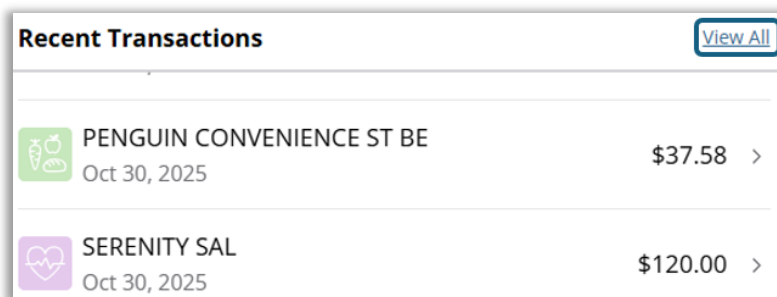 Recent Transactions
View All
PENGUIN CONVENIENCE ST BE
$37.58
Oct 30, 2025
SERENITY SAL
$120.00
Oct 30, 2025